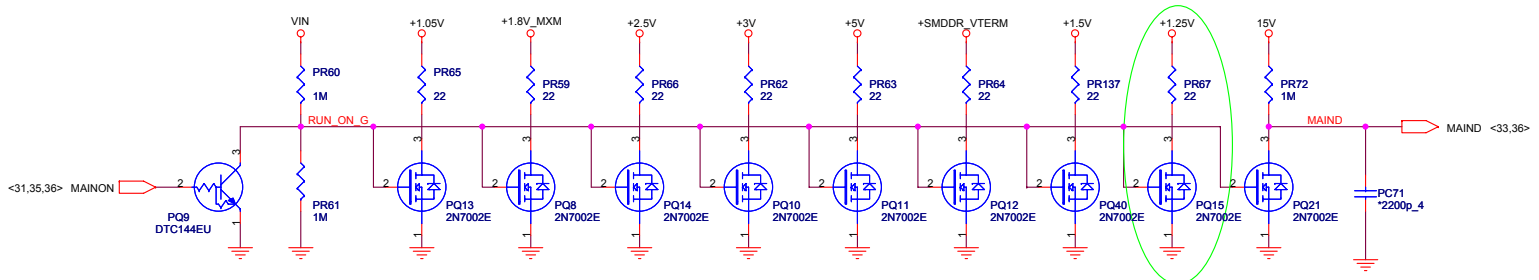 VIN
+1.05V
+1.8V_MXM
+2.5V
+3V
+5V
+SMDDR_VTERM
+1.5V
+1.25V
15V
PR60
1M
PR65
22
PR59
22
PR66
22
PR62
22
PR63
22
PR64
22
PR137
22
PR67
22
PR72
1M
RUN_ON_G
MAIND
MAIND <33,36>
3
3
3
3
3
3
3
3
3
3
<31,35,36> MAINON
2
2
2
2
2
2
2
2
2
2
PQ9
DTC144EU
PR61
1M
PQ13
2N7002E
PQ8
2N7002E
PQ14
2N7002E
PQ10
2N7002E
PQ11
2N7002E
PQ12
2N7002E
PQ40
2N7002E
PQ15
2N7002E
PQ21
2N7002E
PC71
*2200p_4
1
1
1
1
1
1
1
1
1
1